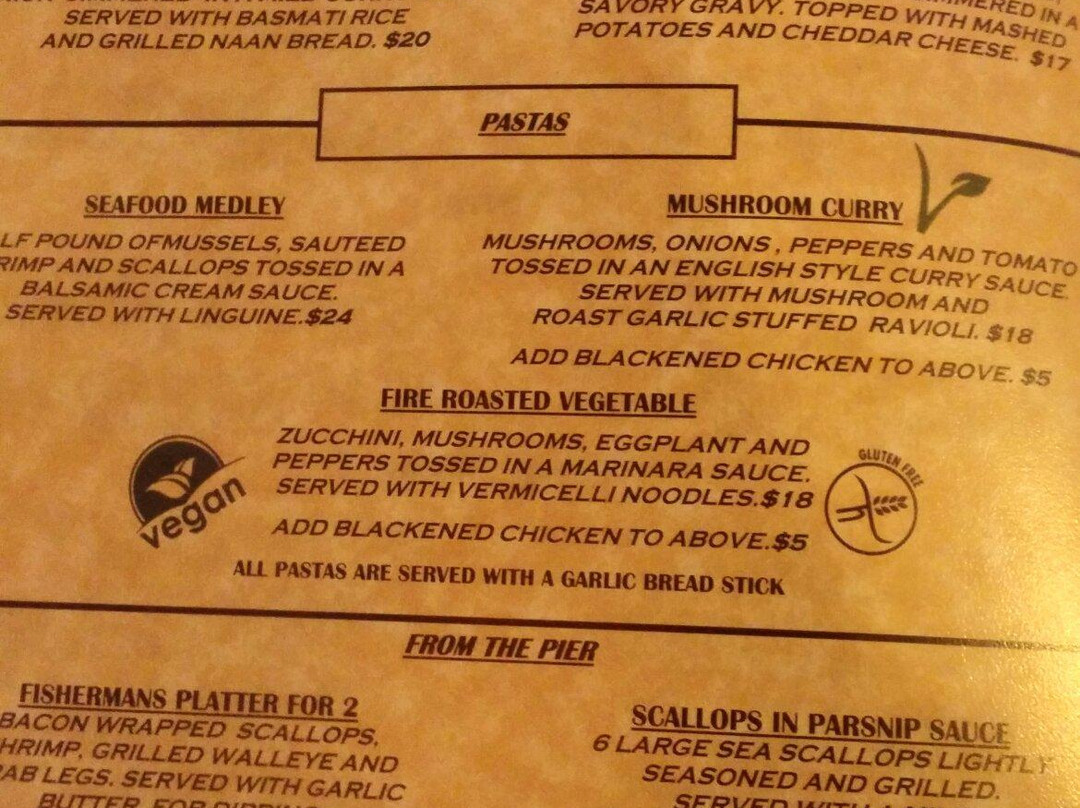 SERVED WITH BASMATI RICE
AND GRILLED NAAN BREAD. $20
SAVORY GRAVY. TOPPED WITH MASHED
POTATOES AND CHEDDAR CHEESE. $17
PASTAS
SEAFOOD MEDLEY
POUND OFMUSSELS, SAUTEED
AND SCALLOPS TOSSED IN A
BALSAMIC CREAM SAUCE.
SERVED WITH LINGUINE.$24
MUSHROOM CURRY
MUSHROOMS, ONIONS , PEPPERS AND TOMATO
TOSSED IN AN ENGLISH STYLE CURRY SAUCE.
SERVED WITH MUSHROOM AND
ROAST GARLIC STUFFED RAVIOLI. $18
ADD BLACKENED CHICKEN TO ABOVE. $5
FIRE ROASTED VEGETABLE
ZUCCHINI, MUSHROOMS, EGGPLANT AND
PEPPERS TOSSED IN A MARINARA SAUCE.
SERVED WITH VERMICELLI NOODLES.$18
ADD BLACKENED CHICKEN TO ABOVE.$5
vegan
GLUTEN FREE
ALL PASTAS ARE SERVED WITH A GARLIC BREAD STICK
FROM THE PIER
FISHERMANS PLATTER FOR 2
BACON WRAPPED SCALLOPS,
GRILLED WALLEYE AND
LEGS. SERVED WITH GARLIC
BUTTER FOR
SCALLOPS IN PARSNIP SAUCE
6 LARGE SEA SCALLOPS LIGHTLY
SEASONED AND GRILLED.
SERVED WITH